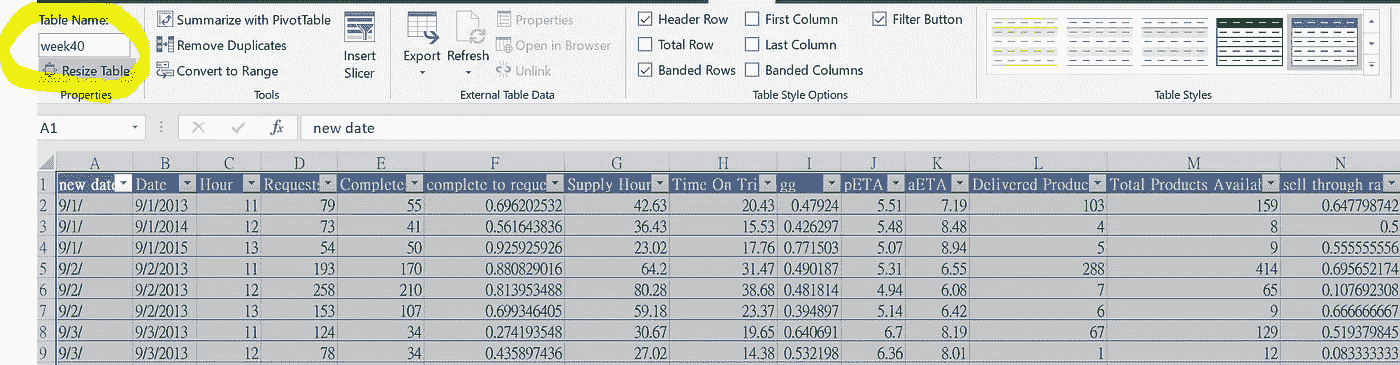 Table Name:
week40
Resize Table
Properties
Summarize with PivotTable
Remove Duplicates
Convert to Range
Tools
Insert
Slicer
Export
Refresh
Properties
Open in Browser
Unlink
External Table Data
Header Row
First Column
Filter Button
Total Row
Last Column
Banded Rows
Banded Columns
Table Style Options
Table Styles
A1
fx
new date
A B C D E F G H I J K L M N
1 new date Date Hour Request Complete complete to reque Supply Hour Time On Tri gg pETA aETA Delivered Produc Total Products Availal sell through ra
2 9/1/ 9/1/2013 11 79 55 0.696202532 42.63 20.43 0.47924 5.51 7.19 103 159 0.647798742
3 9/1/ 9/1/2014 12 73 41 0.561643836 36.43 15.53 0.426297 5.48 8.48 4 8 0.5
4 9/1/ 9/1/2015 13 54 50 0.925925926 23.02 17.76 0.771503 5.07 8.94 5 9 0.555555556
5 9/2/ 9/2/2013 11 193 170 0.880829016 64.2 31.47 0.490187 5.31 6.55 288 414 0.695652174
6 9/2/ 9/2/2013 12 258 210 0.813953488 80.28 38.68 0.481814 4.94 6.08 7 65 0.107692308
7 9/2/ 9/2/2013 13 153 107 0.699346405 59.18 23.37 0.394897 5.14 6.42 6 9 0.666666667
8 9/3/ 9/3/2013 11 124 34 0.274193548 30.67 19.65 0.640691 6.7 8.19 67 129 0.519379845
9 9/3/ 9/3/2013 12 78 34 0.435897436 27.02 14.38 0.532198 6.36 8.01 1 12 0.083333333